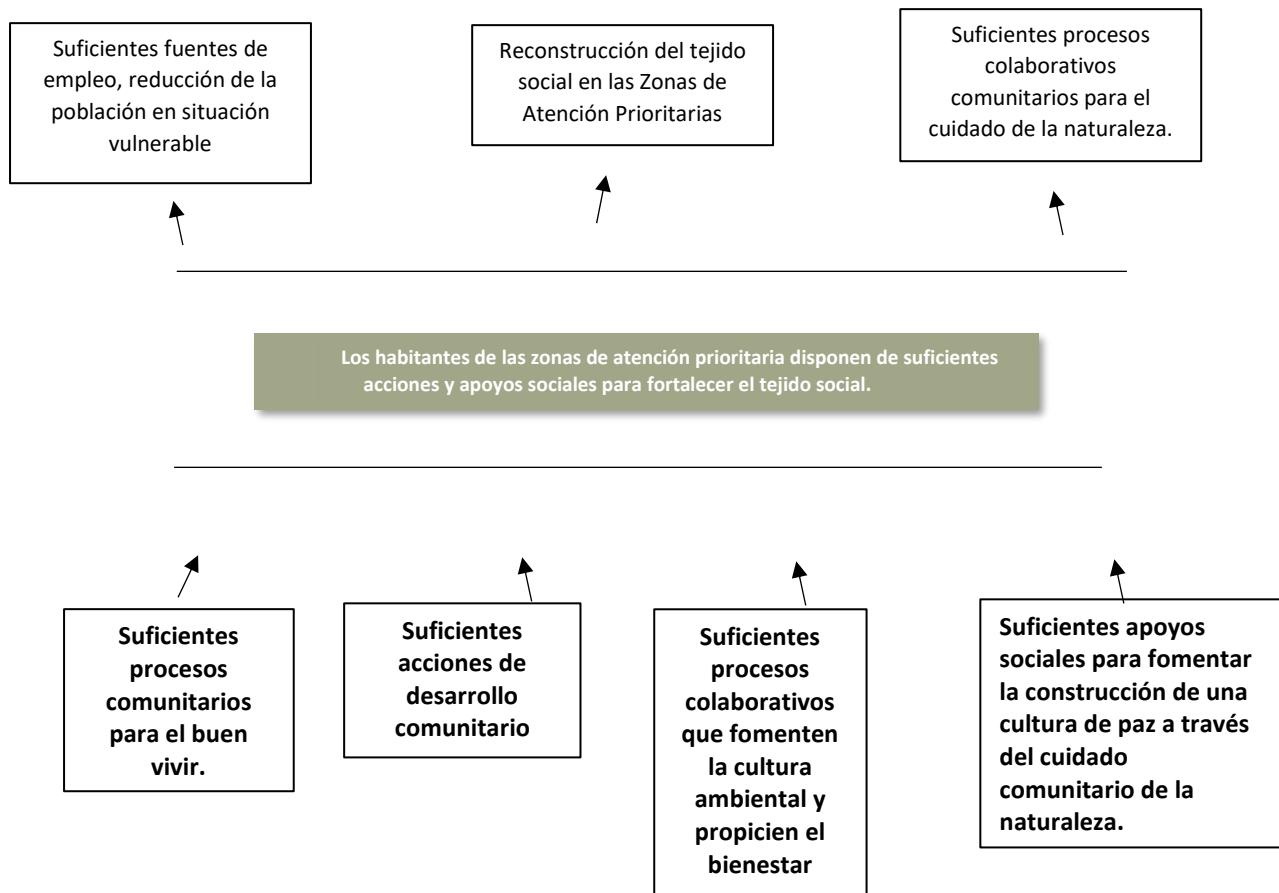 Suficientes fuentes de
empleo, reducción de la
población en situación
vulnerable
Reconstrucción del tejido
social en las Zonas de
Atención Prioritarias
Suficientes procesos
colaborativos
comunitarios para el
cuidado de la naturaleza.
Los habitantes de las zonas de atención prioritaria disponen de suficientes
acciones y apoyos sociales para fortalecer el tejido social.
Suficientes
procesos
comunitarios
para el buen
vivir.
Suficientes
acciones de
desarrollo
comunitario
Suficientes
procesos
colaborativos
que fomenten
la cultura
ambiental y
propicien el
bienestar
Suficientes apoyos
sociales para fomentar
la construcción de una
cultura de paz a través
del cuidado
comunitario de la
naturaleza.